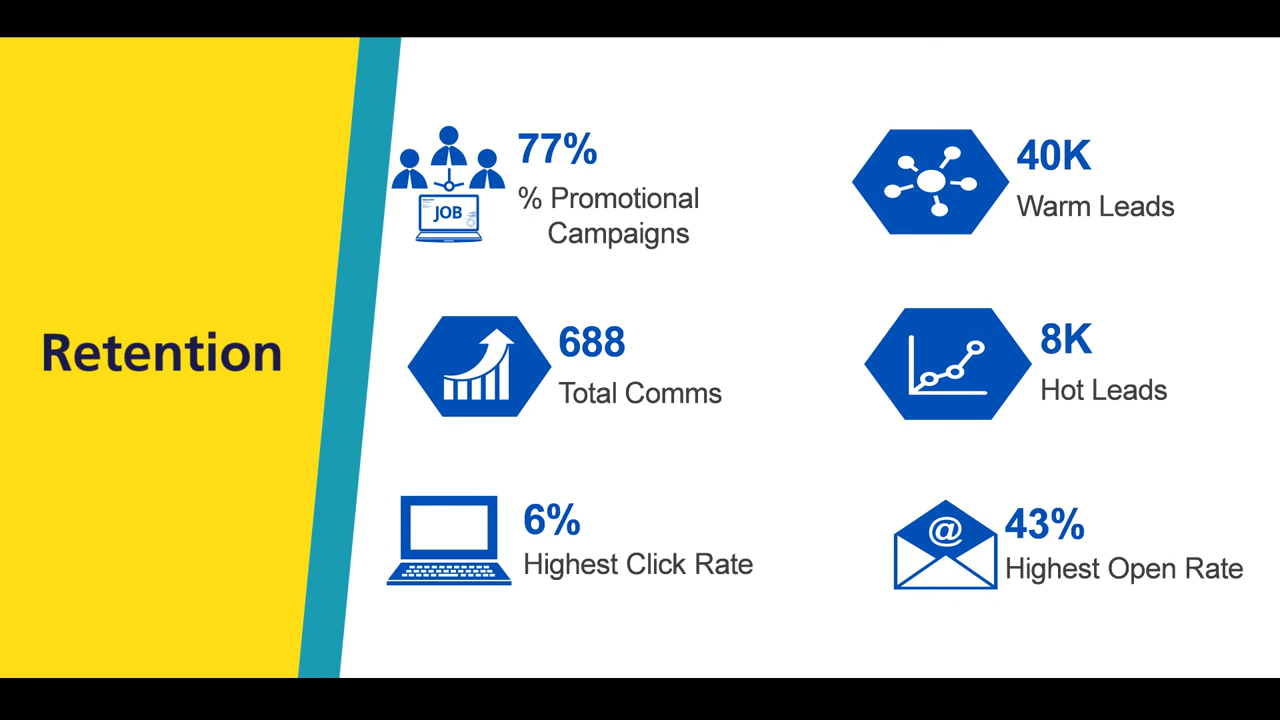 Retention
77%
% Promotional
Campaigns
JOB
40K
Warm Leads
688
Total Comms
8K
Hot Leads
6%
Highest Click Rate
@
43%
Highest Open Rate